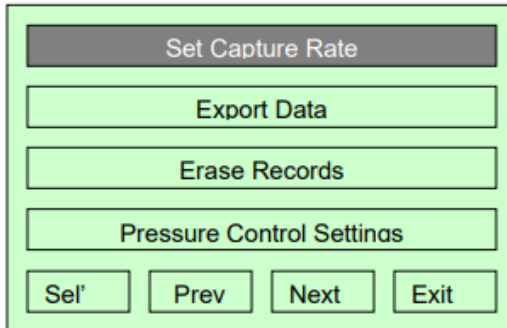 Set Capture Rate
Export Data
Erase Records
Pressure Control Settings
Sel' Prev Next Exit